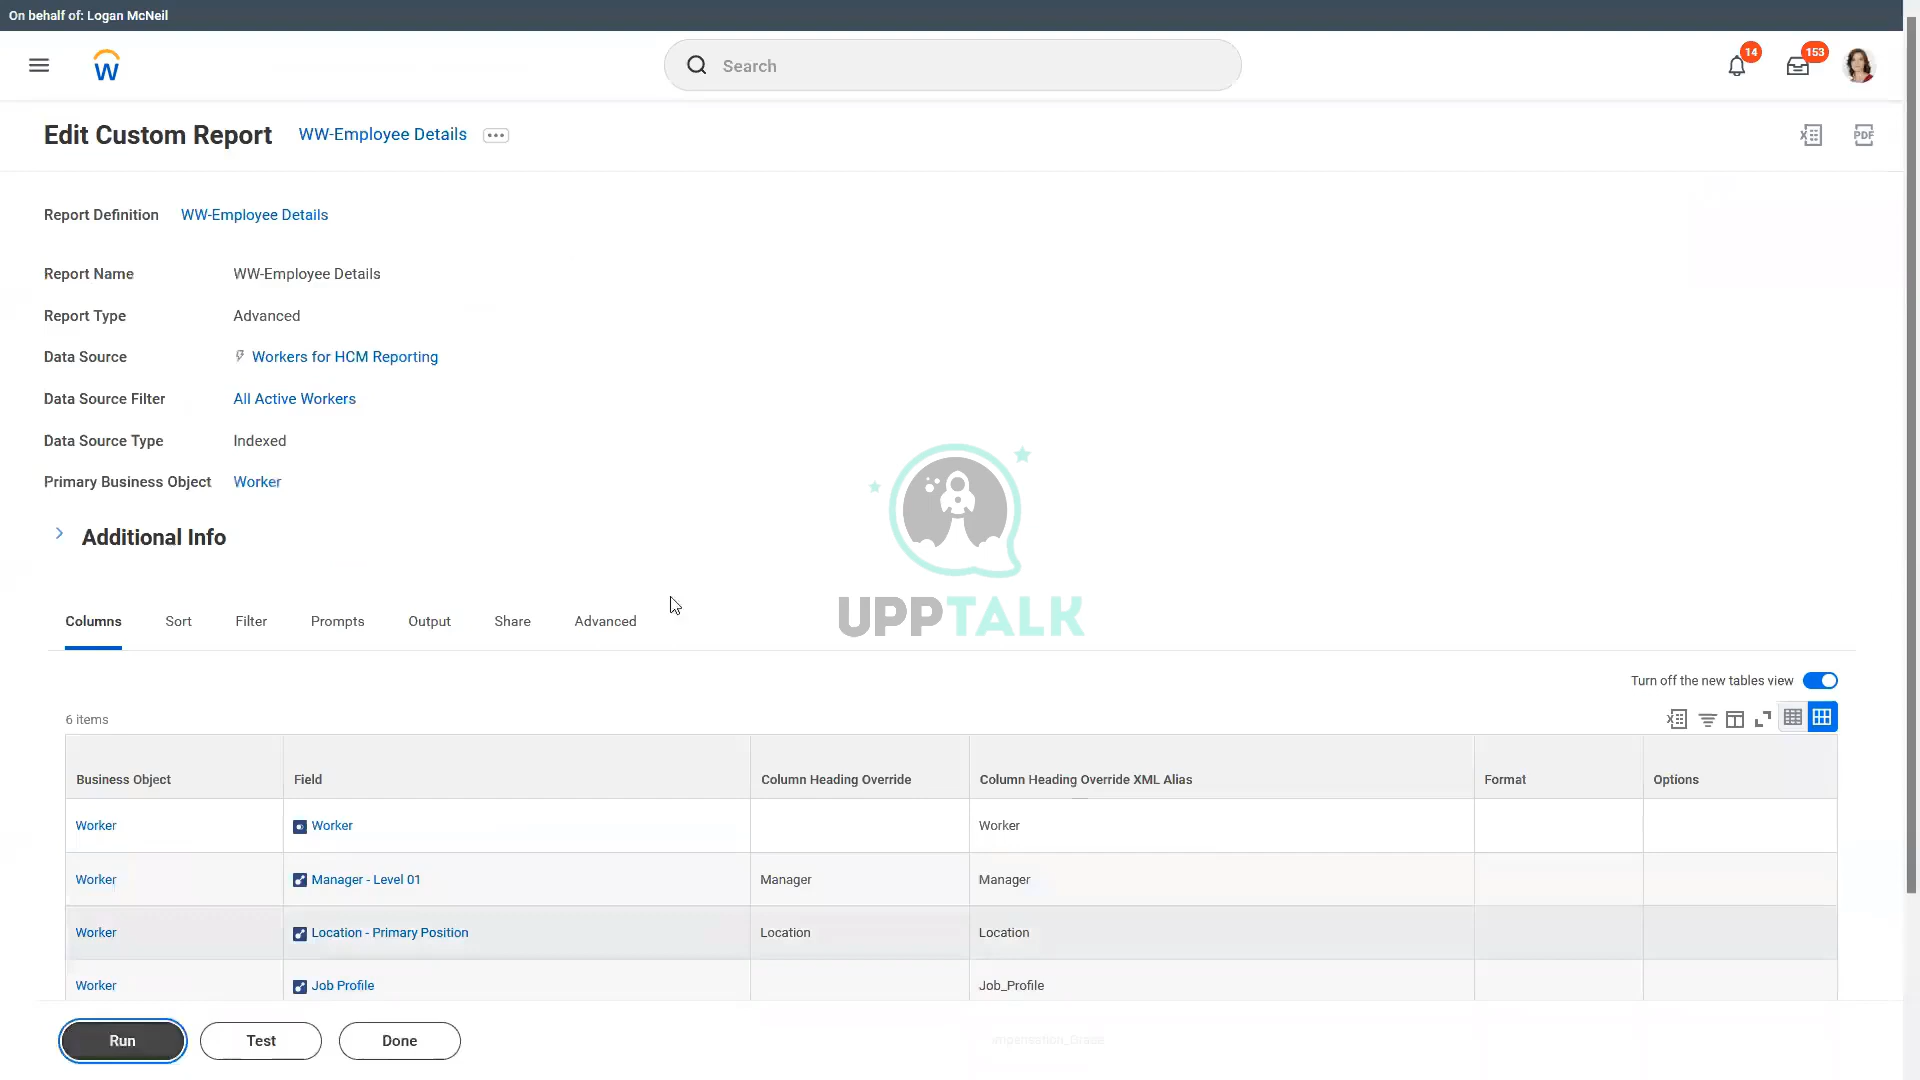 On behalf of: Logan McNeil
W
Search
14
153
Edit Custom Report WW-Employee Details
X
PDF
Report Definition WW-Employee Details
Report Name WW-Employee Details
Report Type Advanced
Data Source Workers for HCM Reporting
Data Source Filter All Active Workers
Data Source Type Indexed
Primary Business Object Worker
Additional Info
UPPTALK
Columns Sort Filter Prompts Output Share Advanced
Turn off the new tables view
6 items
X
Business Object Field Column Heading Override Column Heading Override XML Alias Format Options
Worker Worker Worker
Worker Manager - Level 01 Manager Manager
Worker Location - Primary Position Location Location
Worker Job Profile Job_Profile
Run Test Done